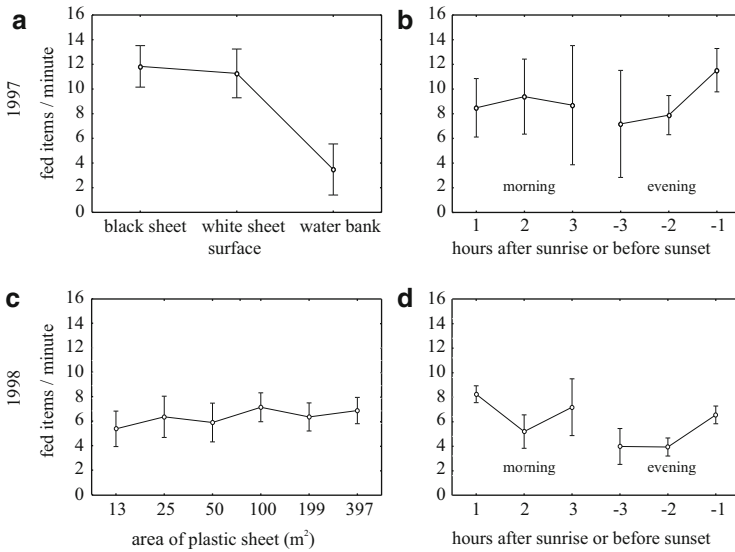 a
1997
fed items / minute
16
14
12
10
8
6
4
2
0
black sheet white sheet water bank
surface
b
16
14
12
10
8
6
4
2
0
morning evening
1 2 3 -3 -2 -1
hours after sunrise or before sunset
c
1998
fed items / minute
16
14
12
10
8
6
4
2
0
13 25 50 100 199 397
area of plastic sheet (m²)
d
16
14
12
10
8
6
4
2
0
morning evening
1 2 3 -3 -2 -1
hours after sunrise or before sunset